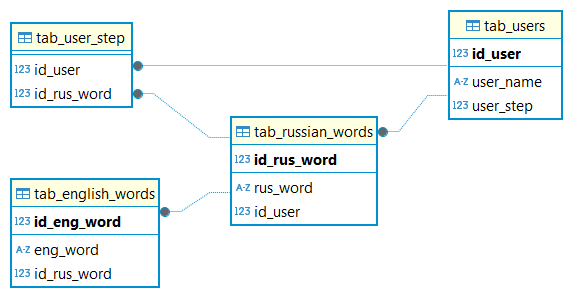 tab_user_step
123 id_user
123 id_rus_word
tab_users
123 id_user
A-Z user_name
123 user_step
tab_russian_words
123 id_rus_word
A-Z rus_word
123 id_user
tab_english_words
123 id_eng_word
A-Z eng_word
123 id_rus_word